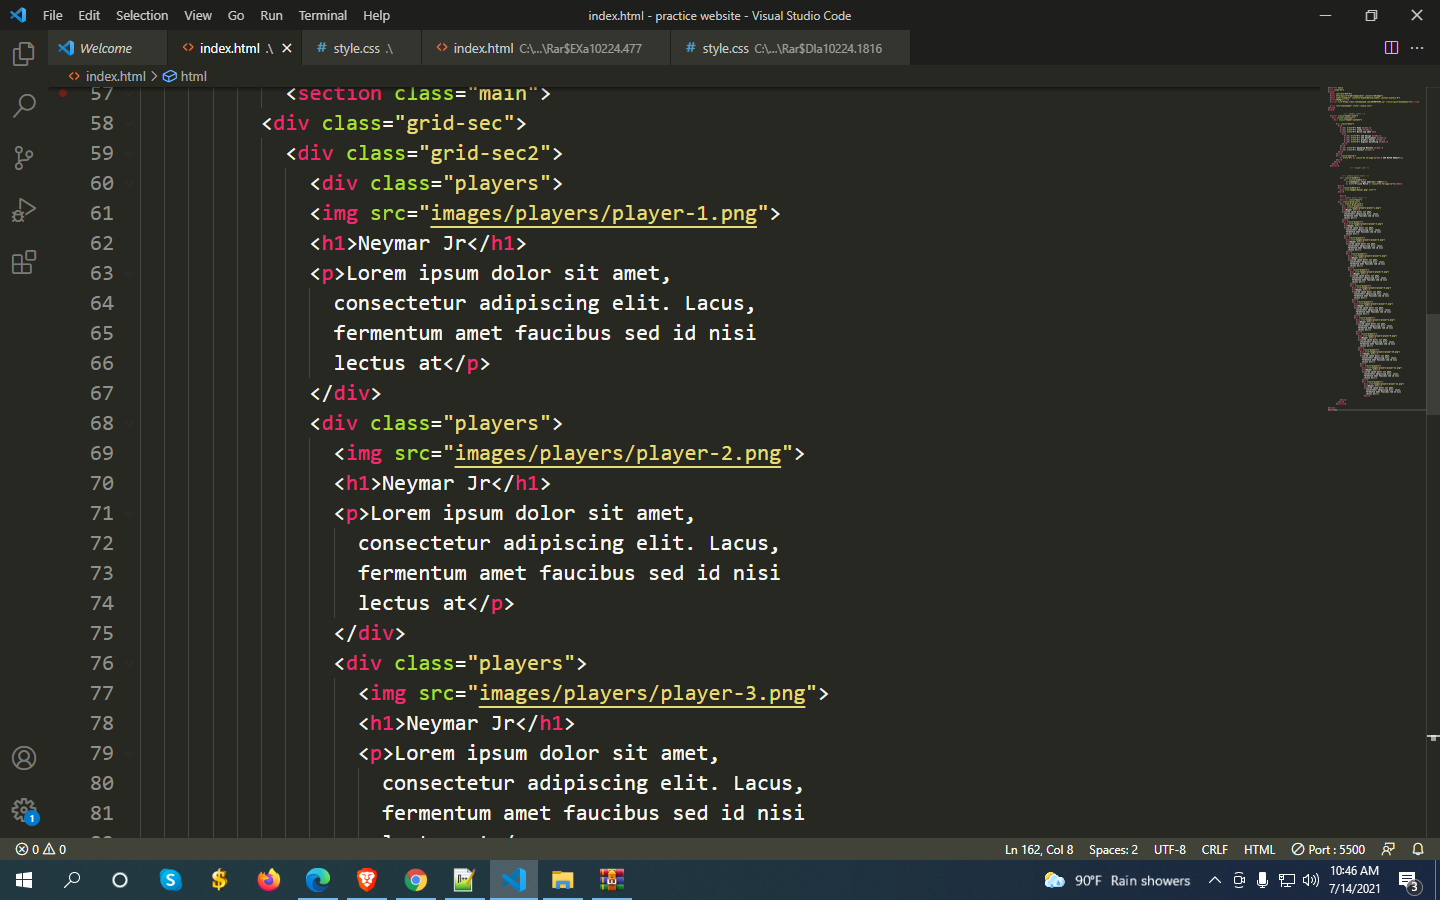 File Edit Selection View Go Run Terminal Help index.html - practice website - Visual Studio Code
Welcome index.html .\ style.css .\ index.html C:\...\Rar$EXa10224.477 style.css C:\...\Rar$DIa10224.1816
index.html > html
57 <section class="main">
58 <div class="grid-sec">
59 <div class="grid-sec2">
60 <div class="players">
61 <img src="images/players/player-1.png">
62 <h1>Neymar Jr</h1>
63 <p>Lorem ipsum dolor sit amet,
64 consectetur adipiscing elit. Lacus,
65 fermentum amet faucibus sed id nisi
66 lectus at</p>
67 </div>
68 <div class="players">
69 <img src="images/players/player-2.png">
70 <h1>Neymar Jr</h1>
71 <p>Lorem ipsum dolor sit amet,
72 consectetur adipiscing elit. Lacus,
73 fermentum amet faucibus sed id nisi
74 lectus at</p>
75 </div>
76 <div class="players">
77 <img src="images/players/player-3.png">
78 <h1>Neymar Jr</h1>
79 <p>Lorem ipsum dolor sit amet,
80 consectetur adipiscing elit. Lacus,
81 fermentum amet faucibus sed id nisi
1
0 0 Ln 162, Col 8 Spaces: 2 UTF-8 CRLF HTML Port : 5500
90°F Rain showers 10:46 AM
7/14/2021
3